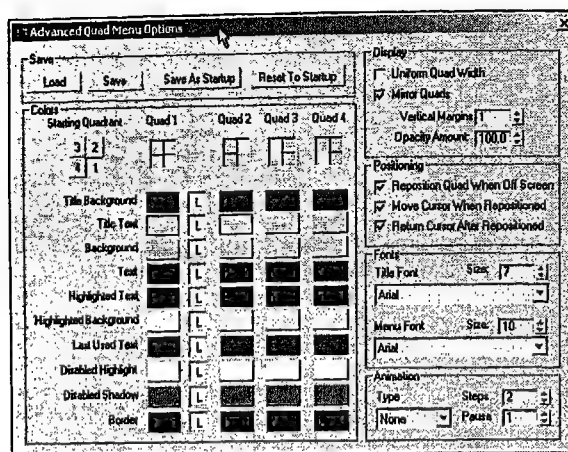 Advanced Quad Menu Options
Save
Load Save Save As Startup Reset To Startup
Colors
Starting Quadrant Quad 1 Quad 2 Quad 3 Quad 4
3 2
4 1
Title Background L
Title Text L
Background L
Text L
Highlighted Text L
Highlighted Background L
Last Used Text L
Disabled Highlight L
Disabled Shadow L
Border L
Display
Uniform Quad Width
Mirror Quads
Vertical Margins: 1
Opacity Amount: 100.0
Positioning
Reposition Quad When Off Screen
Move Cursor When Repositioned
Return Cursor After Repositioned
Fonts
Title Font Size: 7
Arial
Menu Font Size: 10
Arial
Animation
Type Steps 2
None Pause 1